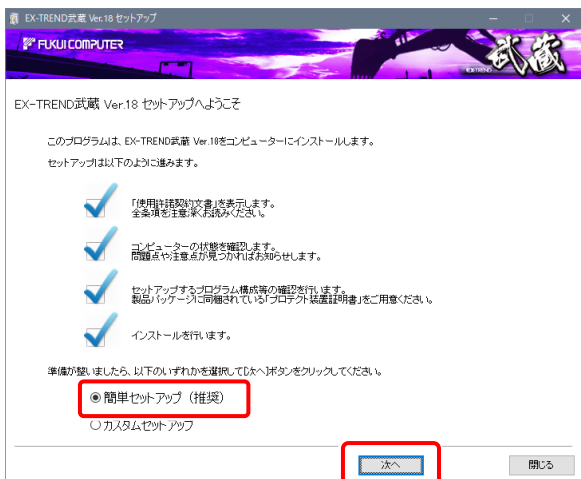 EX-TREND武蔵 Ver.18 セットアップ
FUKUI COMPUTER
EX-TREND 武蔵
EX-TREND武蔵 Ver.18 セットアップへようこそ
このプログラムは、EX-TREND武蔵 Ver.18をコンピューターにインストールします。
セットアップは以下のように進みます。
「使用許諾契約文書」を表示します。
全条項を注意深くお読みください。
コンピューターの状態を確認します。
問題点や注意点が見つかればお知らせします。
セットアップするプログラム構成等の確認を行います。
製品パッケージに同梱されている「プロテクト装置証明書」をご用意ください。
インストールを行います。
準備が整いましたら、以下のいずれかを選択して[次へ]ボタンをクリックしてください。
簡単セットアップ（推奨）
カスタムセットアップ
次へ
閉じる